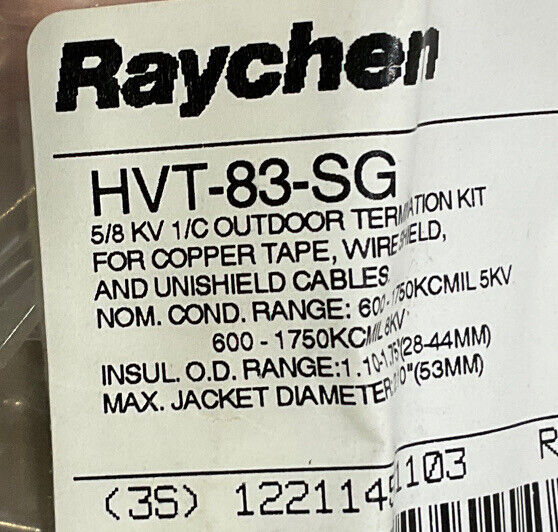 Raychem
HVT-83-SG
5/8 KV 1/C OUTDOOR TERMINATION KIT
FOR COPPER TAPE, WIRE SHIELD,
AND UNISHIELD CABLES
NOM. COND. RANGE: 600-1750KCMIL 5KV
600 - 1750KCMIL 8KV
INSUL. O.D. RANGE:1.10-1.75"(28-44MM)
MAX. JACKET DIAMETER: "(53MM)
(3S) 1103 R